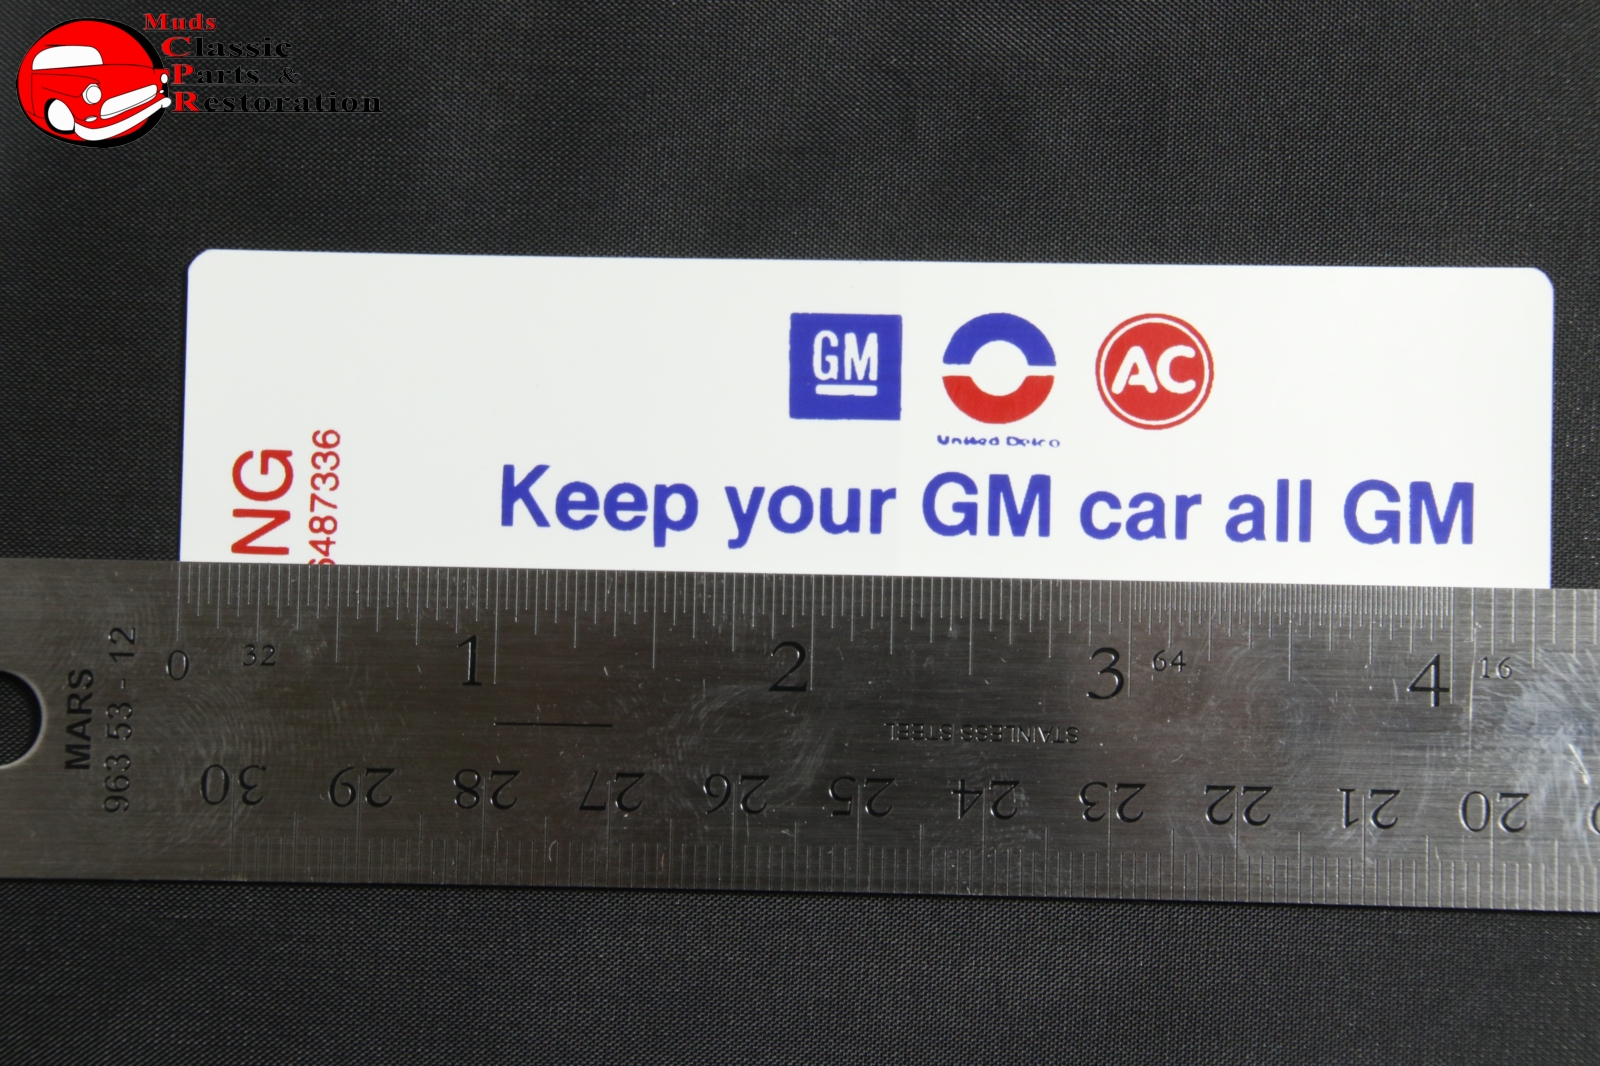 Muds
Classic
Parts &
Restoration
GM
AC
United Delco
Keep your GM car all GM
NG
6487336
0 32 1 2 3 64 4 16
MARS
963 53-12
STAINLESS STEEL
30 29 28 27 26 25 24 23 22 21 20